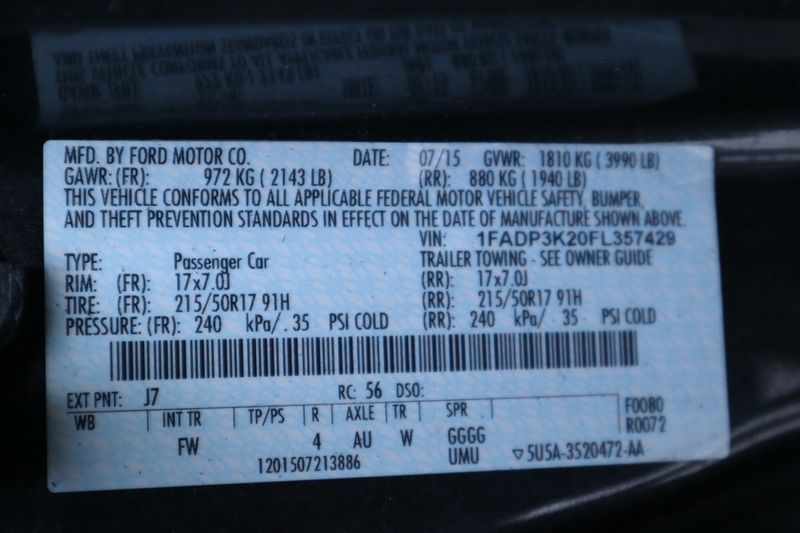 MFD. BY FORD MOTOR CO. DATE: 07/15 GVWR: 1810 KG ( 3990 LB)
GAWR: (FR): 972 KG ( 2143 LB) (RR): 880 KG ( 1940 LB)
THIS VEHICLE CONFORMS TO ALL APPLICABLE FEDERAL MOTOR VEHICLE SAFETY, BUMPER,
AND THEFT PREVENTION STANDARDS IN EFFECT ON THE DATE OF MANUFACTURE SHOWN ABOVE.
VIN: 1FADP3K20FL357429
TYPE: Passenger Car TRAILER TOWING - SEE OWNER GUIDE
RIM: (FR): 17x7.0J (RR): 17x7.0J
TIRE: (FR): 215/50R17 91H (RR): 215/50R17 91H
PRESSURE: (FR): 240 kPa/. 35 PSI COLD (RR): 240 kPa/. 35 PSI COLD
EXT PNT: J7 RC: 56 DSO:
WB INT TR TP/PS R AXLE TR SPR F0080
FW 4 AU W GGGG R0072
UMU
1201507213886 ▽5U5A-3520472-AA